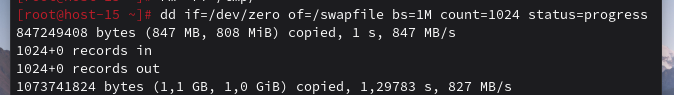 [root@host-15 ~]# dd if=/dev/zero of=/swapfile bs=1M count=1024 status=progress
847249408 bytes (847 MB, 808 MiB) copied, 1 s, 847 MB/s
1024+0 records in
1024+0 records out
1073741824 bytes (1,1 GB, 1,0 GiB) copied, 1,29783 s, 827 MB/s